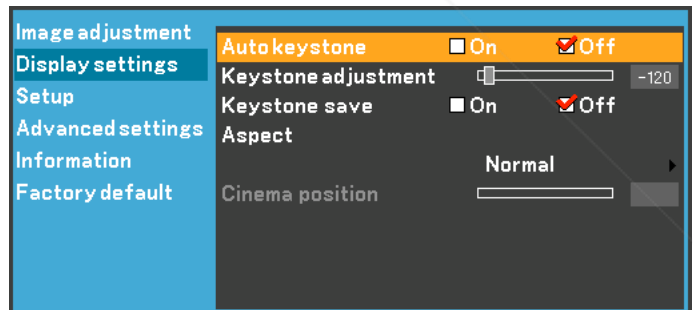 Image adjustment
Display settings
Setup
Advanced settings
Information
Factory default
Auto keystone On Off
Keystone adjustment -120
Keystone save On Off
Aspect
Normal
Cinema position